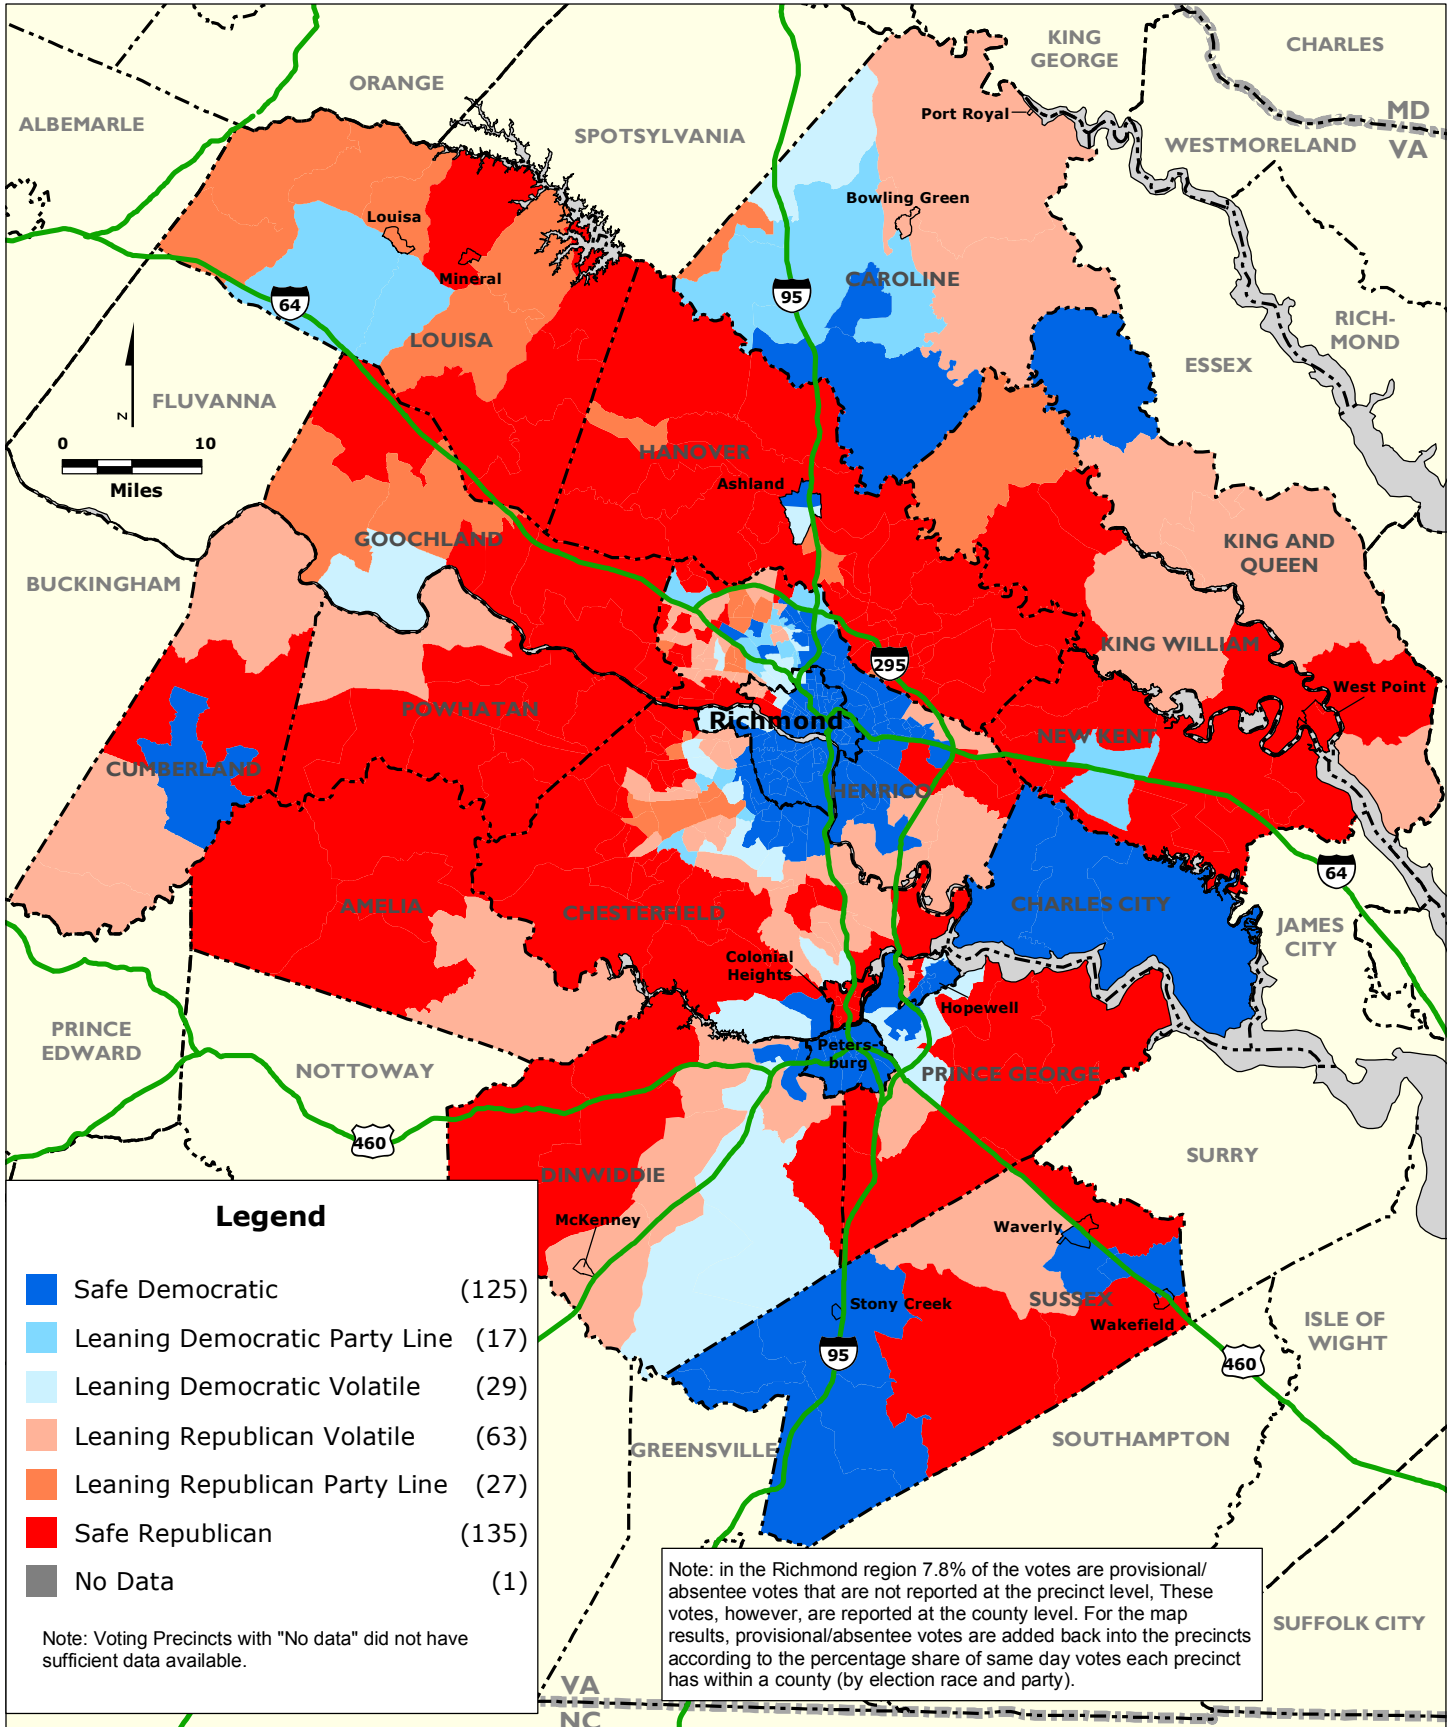 KING
GEORGE
CHARLES
ORANGE
ALBEMARLE
SPOTSYLVANIA
Port Royal
MD
VA
WESTMORELAND
Louisa
Bowling Green
Mineral
CAROLINE
64
95
LOUISA
RICH-
MOND
ESSEX
FLUVANNA
N
0 10
Miles
HANOVER
Ashland
GOOCHLAND
KING AND
QUEEN
BUCKINGHAM
KING WILLIAM
295
West Point
POWHATAN
Richmond
NEW KENT
CUMBERLAND
HENRICO
64
AMELIA
CHESTERFIELD
CHARLES CITY
JAMES
CITY
Colonial
Heights
Hopewell
PRINCE
EDWARD
NOTTOWAY
Peters-
burg
PRINCE GEORGE
460
SURRY
DINWIDDIE
McKenney
Waverly
Stony Creek
SUSSEX
Wakefield
ISLE OF
WIGHT
95
460
GREENSVILLE
SOUTHAMPTON
SUFFOLK CITY
VA
NC
Legend
Safe Democratic (125)
Leaning Democratic Party Line (17)
Leaning Democratic Volatile (29)
Leaning Republican Volatile (63)
Leaning Republican Party Line (27)
Safe Republican (135)
No Data (1)
Note: Voting Precincts with "No data" did not have
sufficient data available.
Note: in the Richmond region 7.8% of the votes are provisional/
absentee votes that are not reported at the precinct level, These
votes, however, are reported at the county level. For the map
results, provisional/absentee votes are added back into the precincts
according to the percentage share of same day votes each precinct
has within a county (by election race and party).